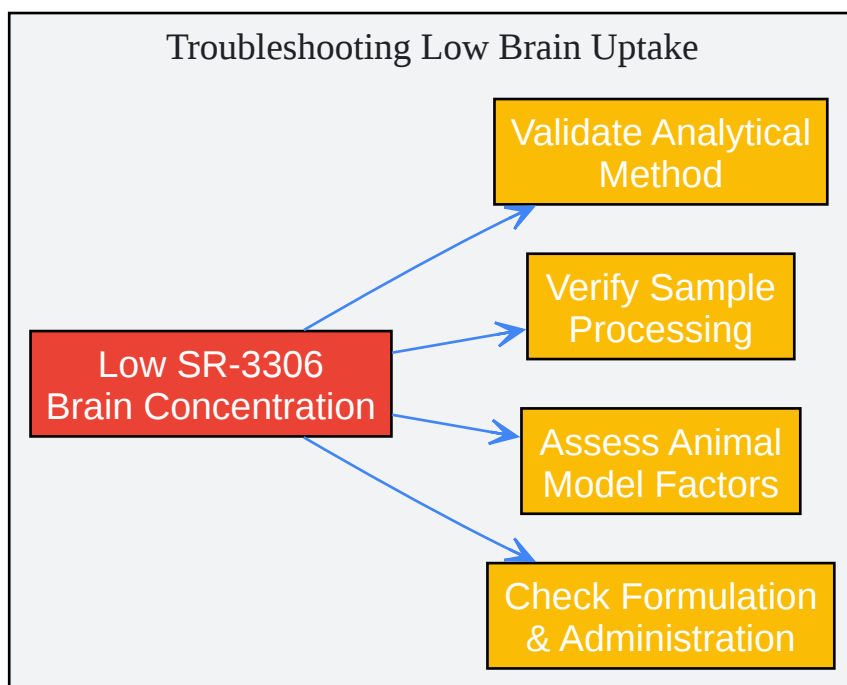 Troubleshooting Low Brain Uptake
Validate Analytical
Method
Verify Sample
Processing
Low SR-3306
Brain Concentration
Assess Animal
Model Factors
Check Formulation
& Administration